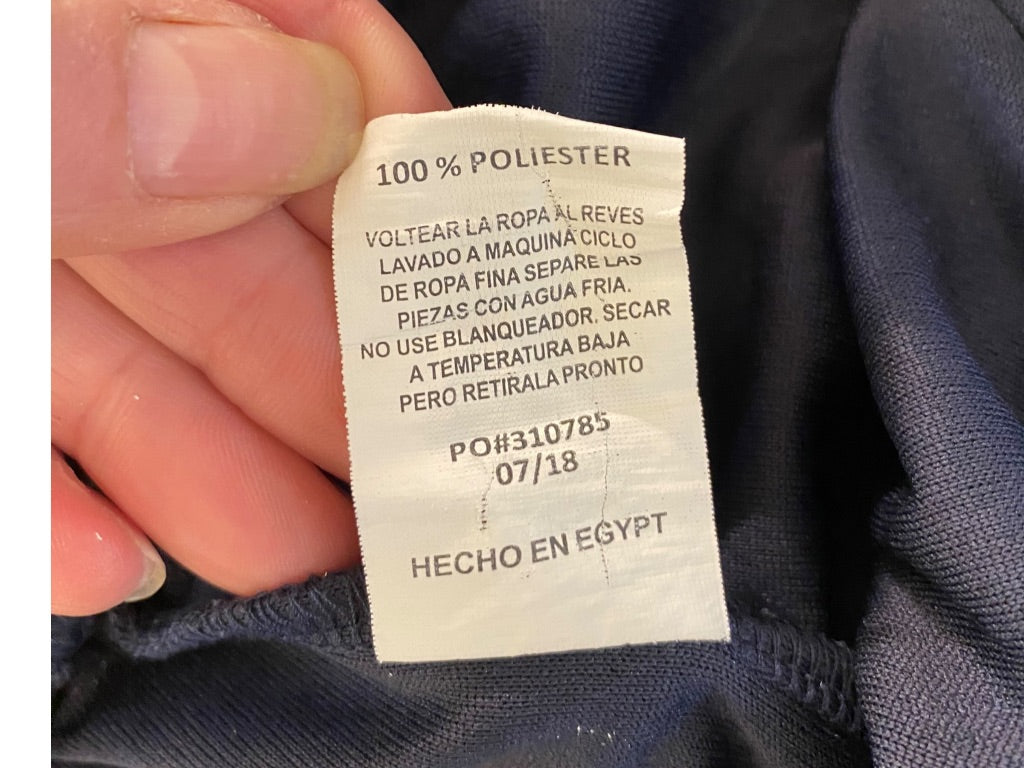 100 % POLIESTER
VOLTEAR LA ROPA AL REVES
LAVADO A MAQUINA CICLO
DE ROPA FINA SEPARE LAS
PIEZAS CON AGUA FRIA.
NO USE BLANQUEADOR. SECAR
A TEMPERATURA BAJA
PERO RETIRALA PRONTO
PO#310785
07/18
HECHO EN EGYPT